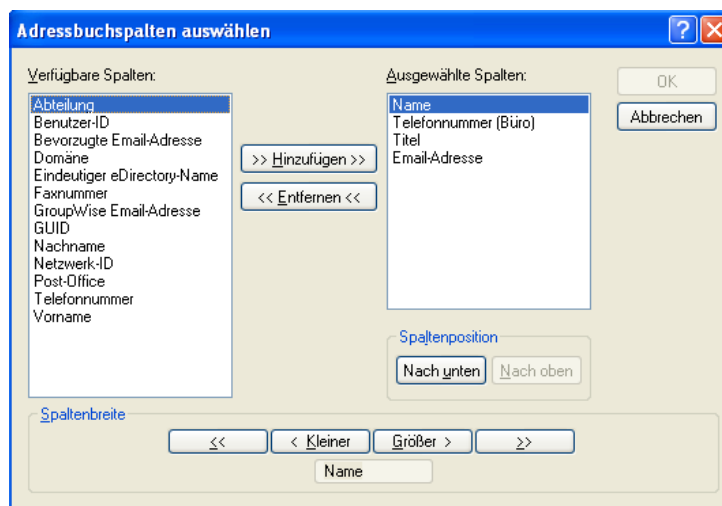 Adressbuchspalten auswählen
Verfügbare Spalten:
Abteilung
Benutzer-ID
Bevorzugte Email-Adresse
Domäne
Eindeutiger eDirectory-Name
Faxnummer
GroupWise Email-Adresse
GUID
Nachname
Netzwerk-ID
Post-Office
Telefonnummer
Vorname
>> Hinzufügen >>
<< Entfernen <<
Ausgewählte Spalten:
Name
Telefonnummer (Büro)
Titel
Email-Adresse
OK
Abbrechen
Spaltenposition
Nach unten
Nach oben
Spaltenbreite
<<
< Kleiner
Größer >
>>
Name